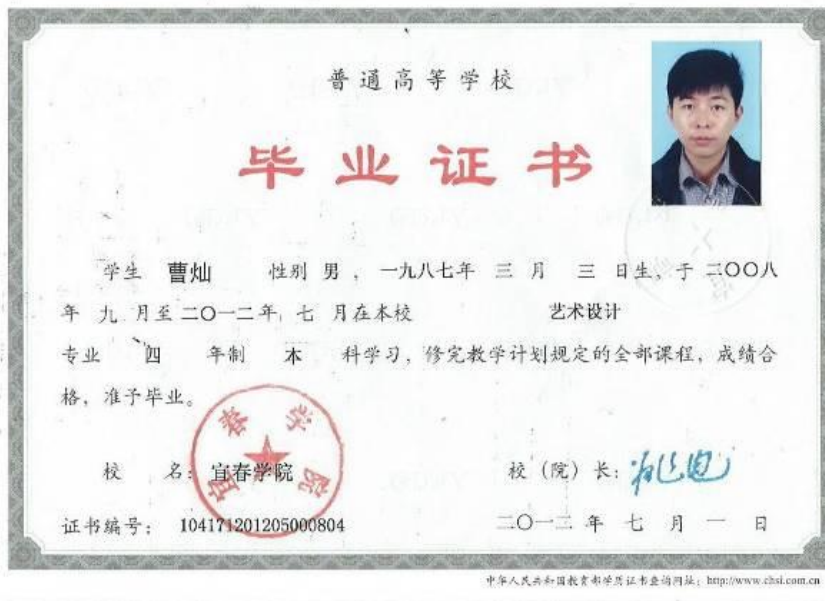 普通高等学校
毕业证书
学生 曹灿 性别 男，一九八七年 三 月 三 日生，于 二〇〇八
年 九 月至 二〇一二年 七 月在本校 艺术设计
专业 四 年制 本 科学习，修完教学计划规定的全部课程，成绩合
格，准予毕业。
宜春学院
校 名：宜春学院 校（院）长：
证书编号： 104171201205000804 二〇一二 年 七 月 一 日
中华人民共和国教育部学历证书查询网址：http://www.chsi.com.cn